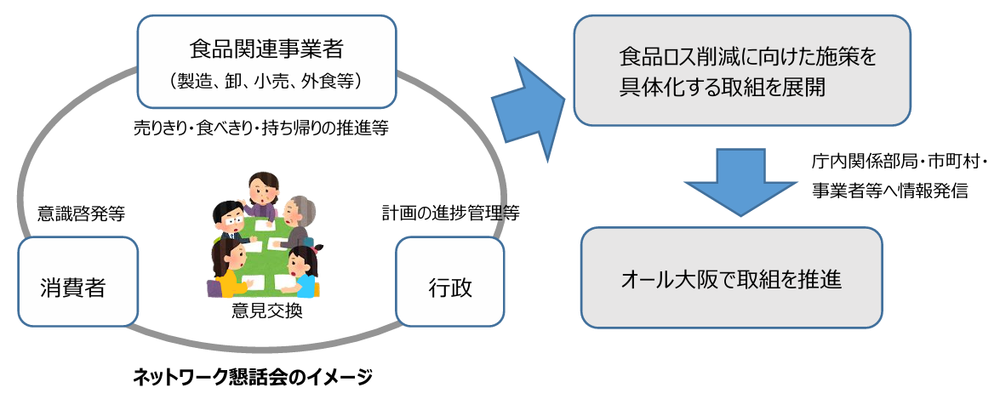 食品関連事業者
（製造、卸、小売、外食等）
売りきり・食べきり・持ち帰りの推進等
意識啓発等
計画の進捗管理等
消費者
行政
意見交換
ネットワーク懇話会のイメージ
食品ロス削減に向けた施策を
具体化する取組を展開
庁内関係部局・市町村・
事業者等へ情報発信
オール大阪で取組を推進